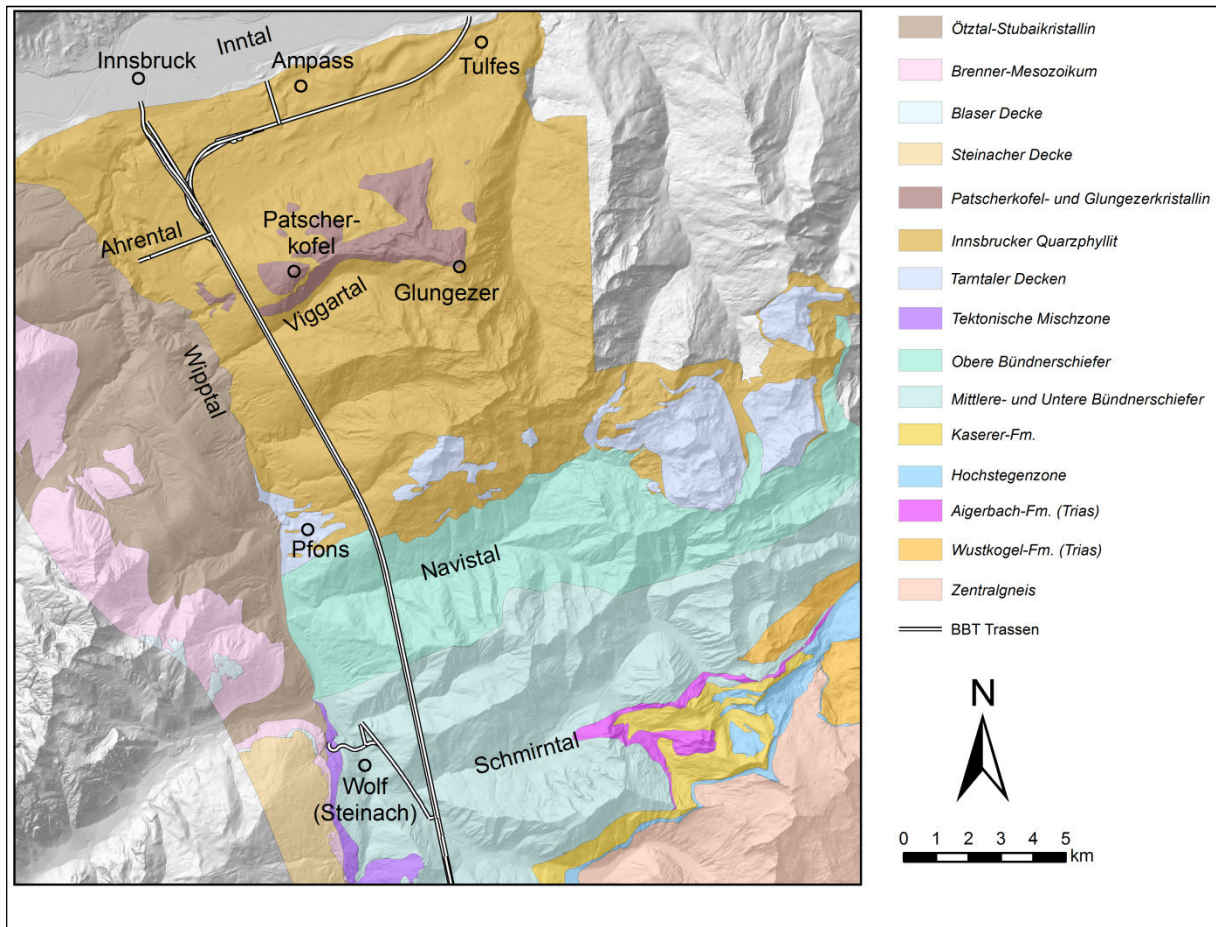 Inntal
Innsbruck
Ampass
Tulfes
Ahrental
Patscher-
kofel
Viggartal
Glungezer
Wipptal
Pfons
Navistal
Schmirntal
Wolf
(Steinach)
Ötztal-Stubaikristallin
Brenner-Mesozoikum
Blaser Decke
Steinacher Decke
Patscherkofel- und Glungezerkristallin
Innsbrucker Quarzphyllit
Tarntaler Decken
Tektonische Mischzone
Obere Bündnerschiefer
Mittlere- und Untere Bündnerschiefer
Kaserer-Fm.
Hochstegenzone
Aigerbach-Fm. (Trias)
Wustkogel-Fm. (Trias)
Zentralgneis
BBT Trassen
N
0 1 2 3 4 5
km